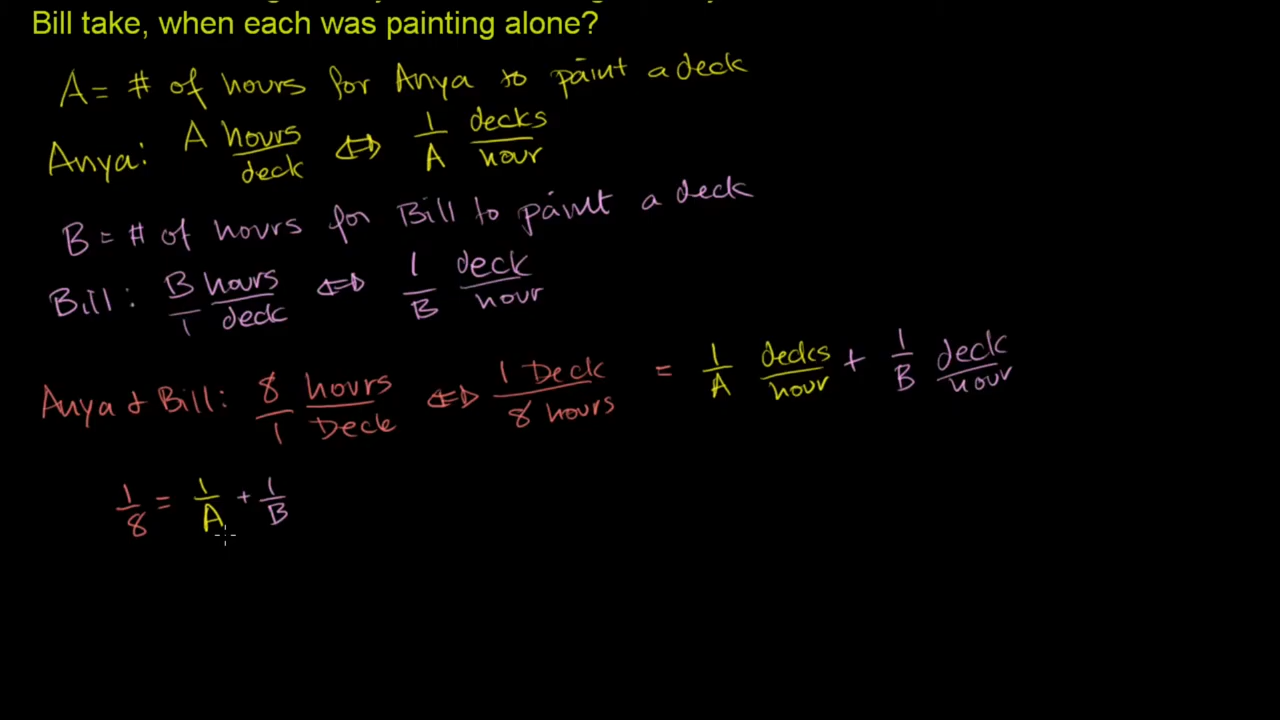 Bill take, when each was painting alone?
A = # of hours for Anya to paint a deck
Anya: A hours/deck ⇔ 1/A decks/hour
B = # of hours for Bill to paint a deck
Bill: B/1 hours/deck ⇔ 1/B deck/hour
Anya + Bill: 8/1 hours/Deck ⇔ 1 Deck/8 hours = 1/A decks/hour + 1/B deck/hour
1/8 = 1/A + 1/B